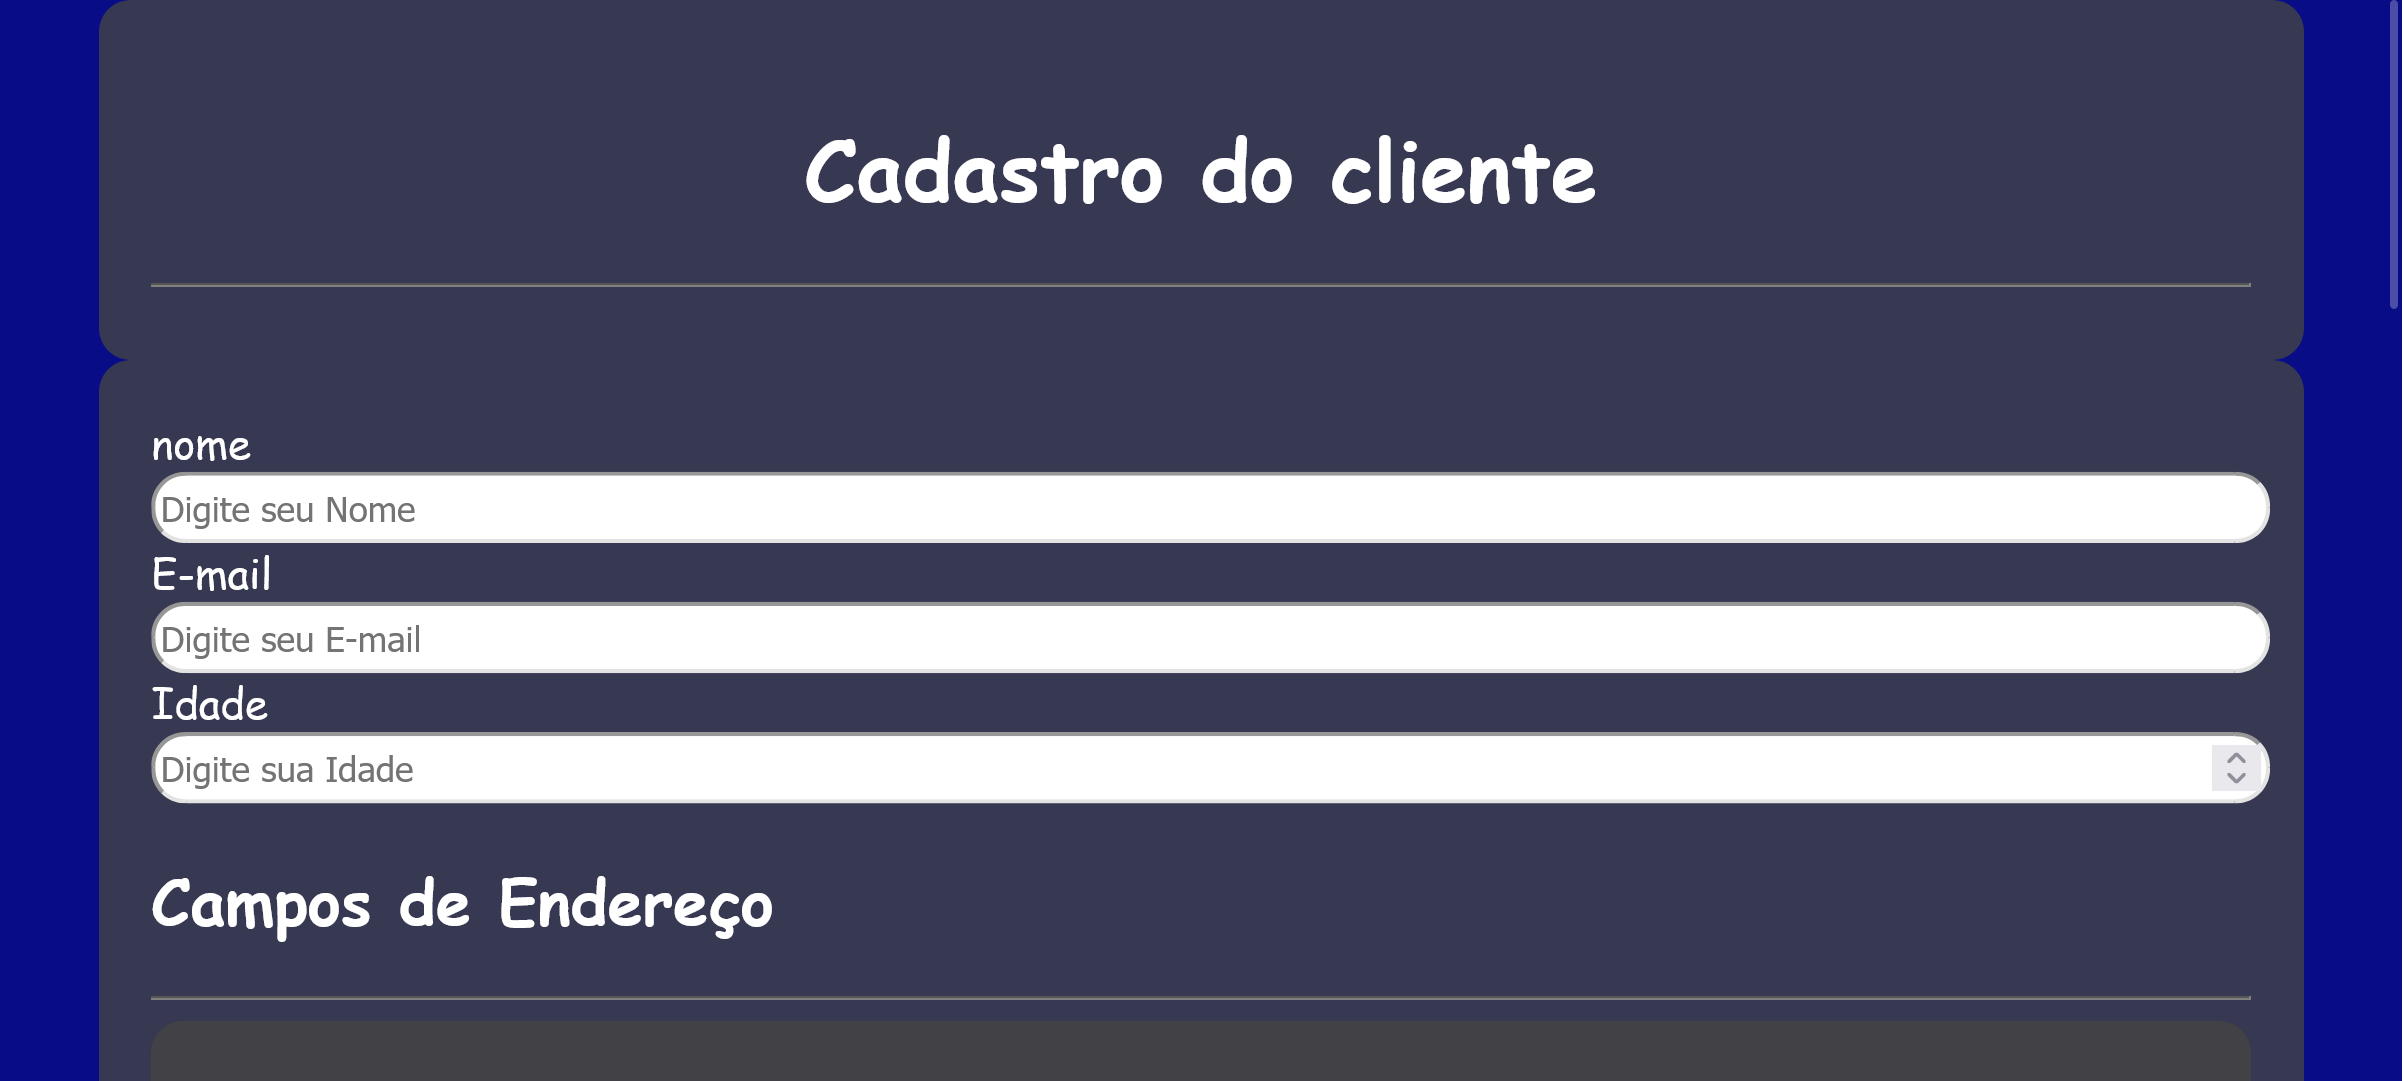 Cadastro do cliente
nome
Digite seu Nome
E-mail
Digite seu E-mail
Idade
Digite sua Idade
Campos de Endereço